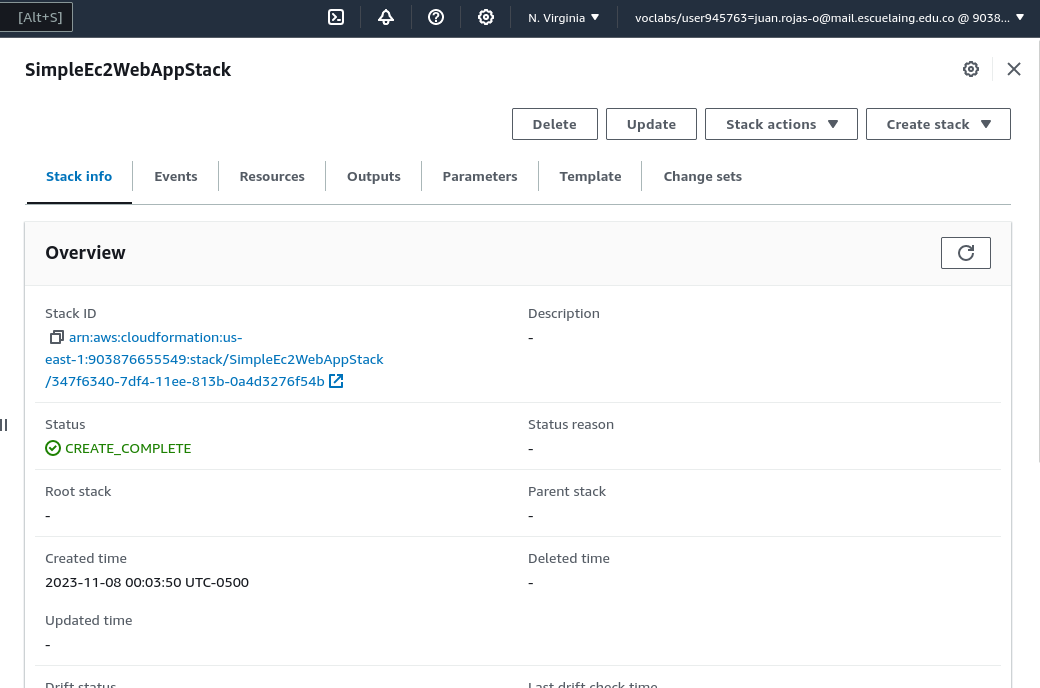 [Alt+S]
N. Virginia
voclabs/user945763=juan.rojas-o@mail.escuelaing.edu.co @ 9038...
SimpleEc2WebAppStack
Delete
Update
Stack actions
Create stack
Stack info
Events
Resources
Outputs
Parameters
Template
Change sets
Overview
Stack ID
arn:aws:cloudformation:us-
east-1:903876655549:stack/SimpleEc2WebAppStack
/347f6340-7df4-11ee-813b-0a4d3276f54b
Description
-
Status
CREATE_COMPLETE
Status reason
-
Root stack
-
Parent stack
-
Created time
2023-11-08 00:03:50 UTC-0500
Deleted time
-
Updated time
-
Drift status
Last drift check time